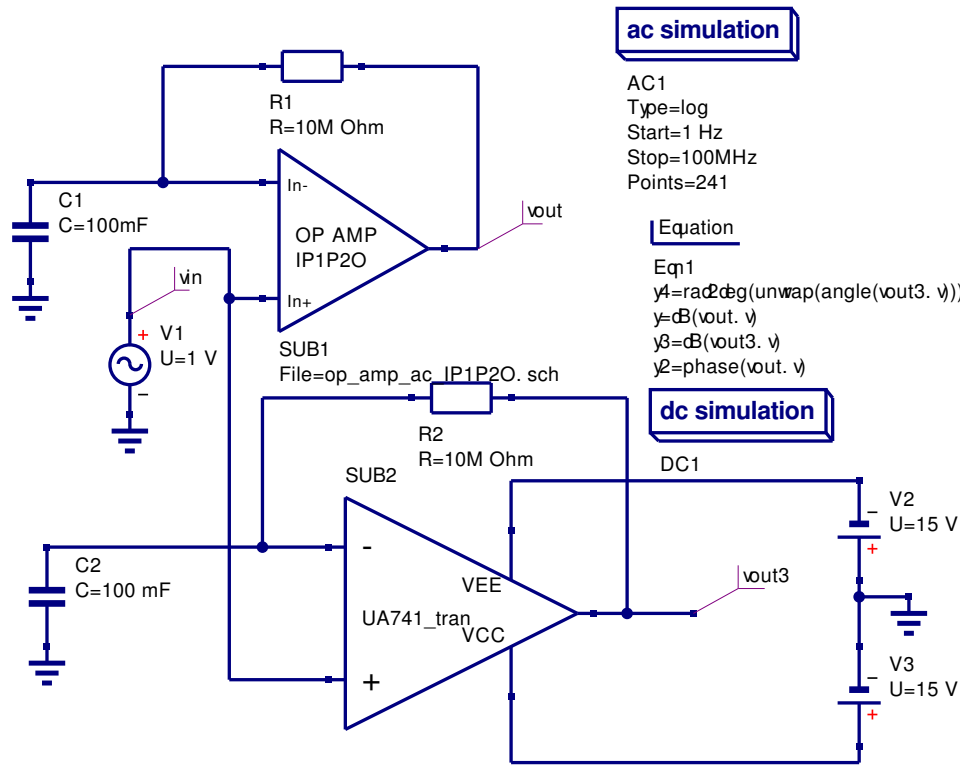 ac simulation
AC1
Type=log
Start=1 Hz
Stop=100MHz
Points=241
R1
R=10M Ohm
In-
C1
C=100mF
OP AMP
IP1P2O
vout
Equation
vin
In+
Eqn1
y4=rad2deg(unwrap(angle(vout3. v)))
y=dB(vout. v)
y3=dB(vout3. v)
y2=phase(vout. v)
+
V1
U=1 V
-
SUB1
File=op_amp_ac_IP1P2O. sch
dc simulation
R2
R=10M Ohm
DC1
SUB2
-
V2
U=15 V
+
-
C2
C=100 mF
VEE
vout3
UA741_tran
VCC
+
-
V3
U=15 V
+